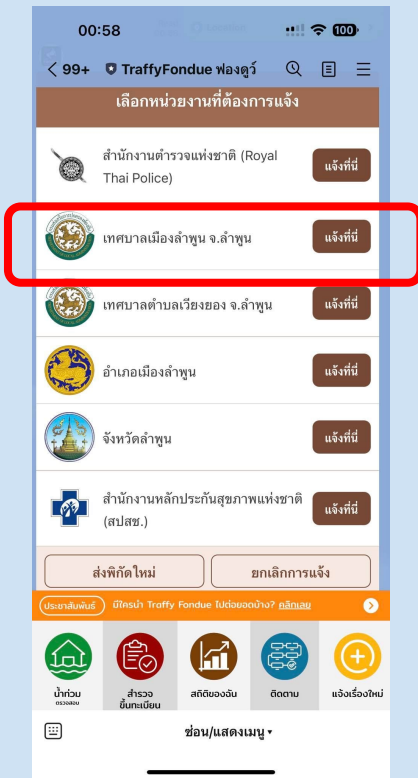 00:58
100
99+ TraffyFondue ฟองดูว์
เลือกหน่วยงานที่ต้องการแจ้ง
สำนักงานตำรวจแห่งชาติ (Royal
Thai Police)
แจ้งที่นี่
เทศบาลเมืองลำพูน จ.ลำพูน
แจ้งที่นี่
เทศบาลตำบลเวียงยอง จ.ลำพูน
แจ้งที่นี่
อำเภอเมืองลำพูน
แจ้งที่นี่
จังหวัดลำพูน
แจ้งที่นี่
สำนักงานหลักประกันสุขภาพแห่งชาติ
(สปสช.)
แจ้งที่นี่
ส่งพิกัดใหม่ ยกเลิกการแจ้ง
ประชาสัมพันธ์ มีใครนำ Traffy Fondue ไปต่อยอดบ้าง? คลิกเลย
น้ำท่วม
ตรวจสอบ
สำรวจ
ขึ้นทะเบียน
สถิติของฉัน
ติดตาม
แจ้งเรื่องใหม่
ซ่อน/แสดงเมนู